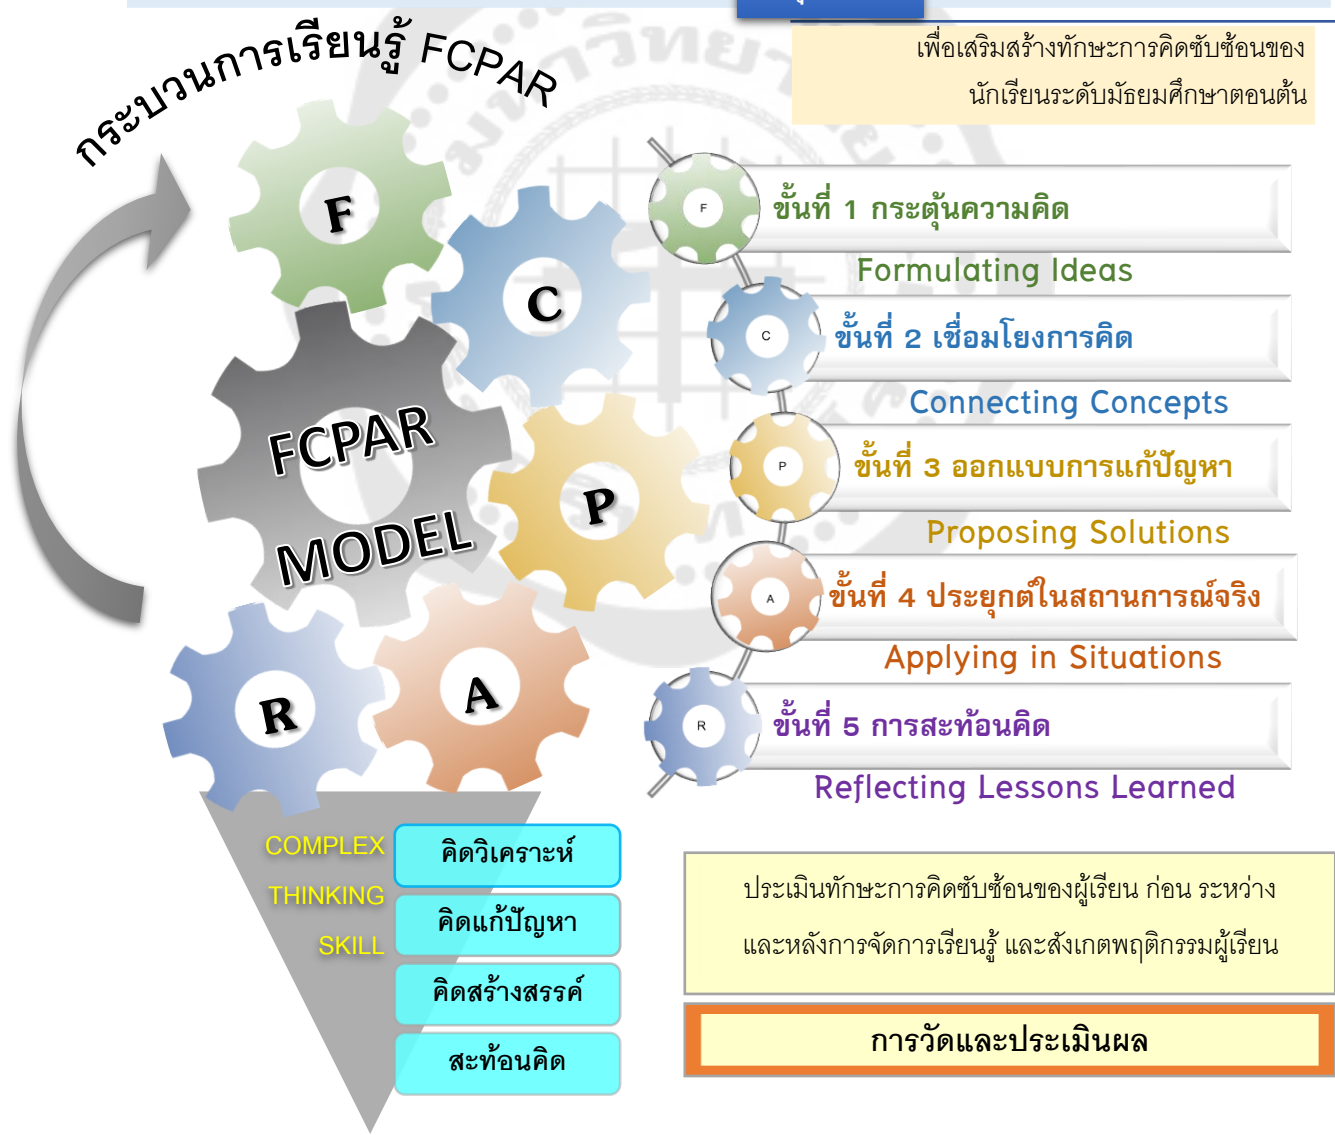 กระบวนการเรียนรู้ FCPAR
เพื่อเสริมสร้างทักษะการคิดซับซ้อนของ
นักเรียนระดับมัธยมศึกษาตอนต้น
F
C
P
A
R
FCPAR
MODEL
F
ขั้นที่ 1 กระตุ้นความคิด
Formulating Ideas
C
ขั้นที่ 2 เชื่อมโยงการคิด
Connecting Concepts
P
ขั้นที่ 3 ออกแบบการแก้ปัญหา
Proposing Solutions
A
ขั้นที่ 4 ประยุกต์ในสถานการณ์จริง
Applying in Situations
R
ขั้นที่ 5 การสะท้อนคิด
Reflecting Lessons Learned
COMPLEX
THINKING
SKILL
คิดวิเคราะห์
คิดแก้ปัญหา
คิดสร้างสรรค์
สะท้อนคิด
ประเมินทักษะการคิดซับซ้อนของผู้เรียน ก่อน ระหว่าง
และหลังการจัดการเรียนรู้ และสังเกตพฤติกรรมผู้เรียน
การวัดและประเมินผล